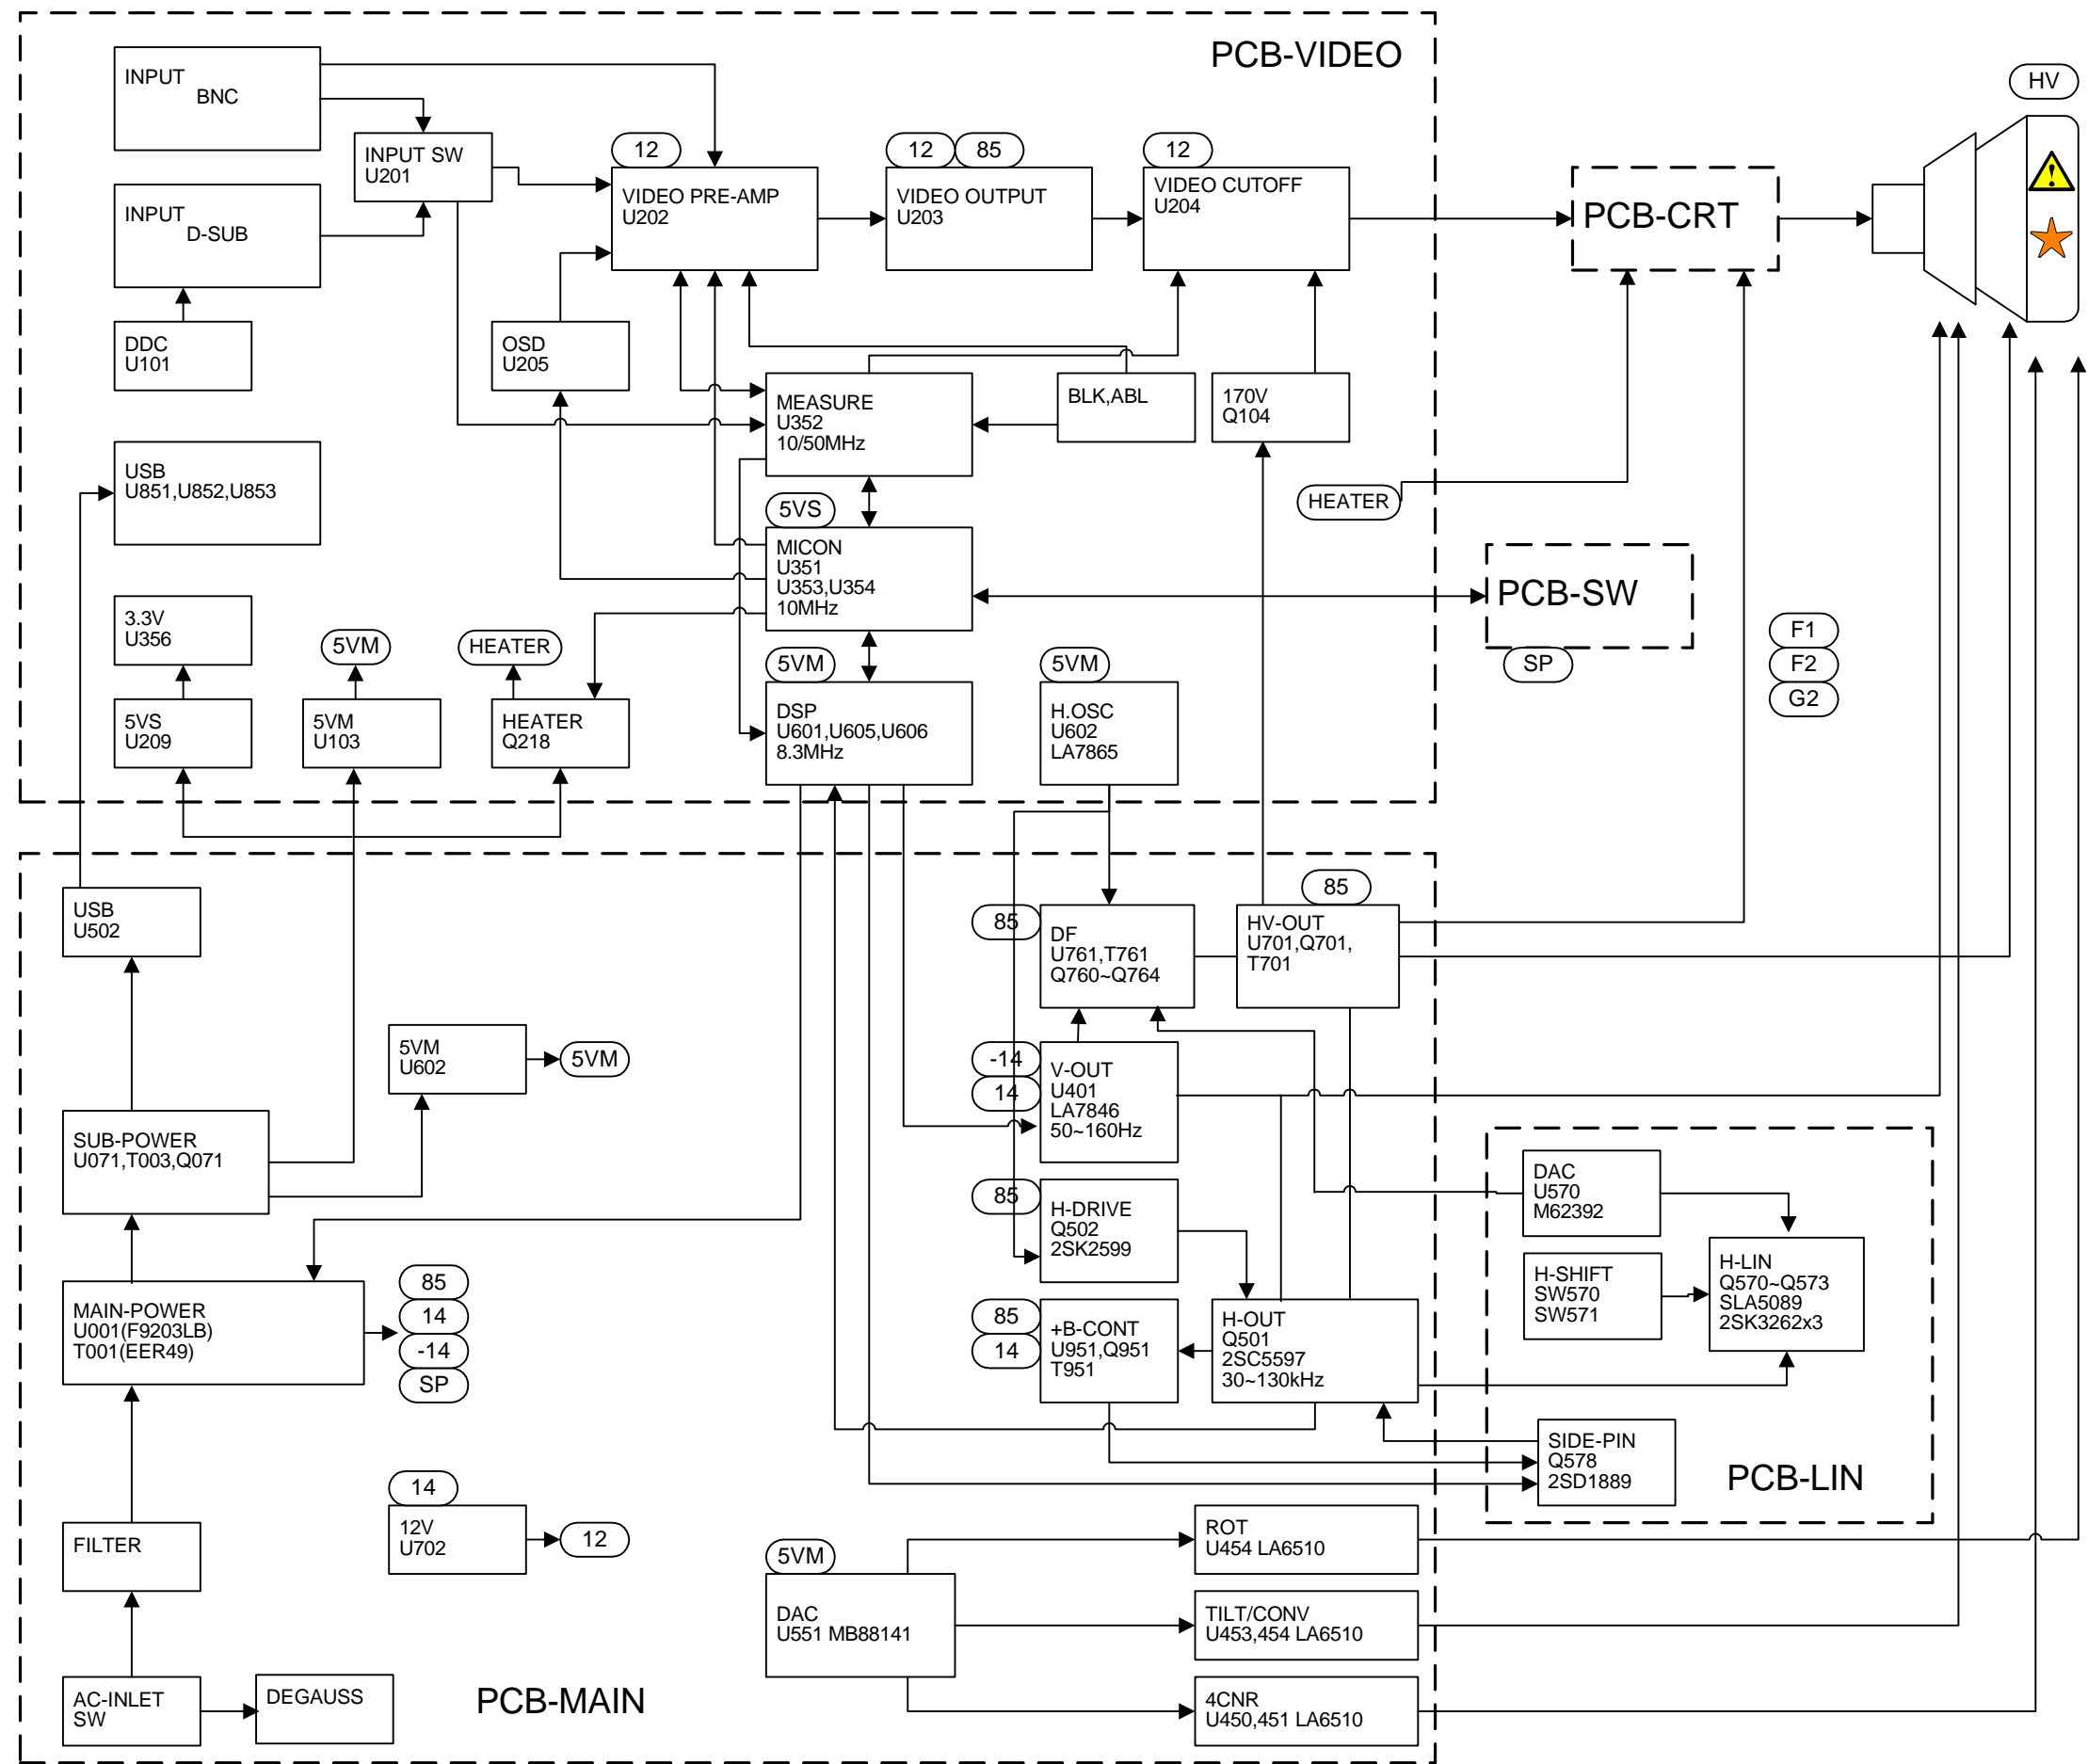 PCB-VIDEO
INPUT
BNC
HV
INPUT SW
U201
12
12
85
12
VIDEO PRE-AMP
U202
VIDEO OUTPUT
U203
VIDEO CUTOFF
U204
PCB-CRT
INPUT
D-SUB
DDC
U101
OSD
U205
MEASURE
U352
10/50MHz
BLK,ABL
170V
Q104
USB
U851,U852,U853
HEATER
5VS
MICON
U351
U353,U354
10MHz
PCB-SW
SP
3.3V
U356
5VM
HEATER
5VM
5VM
F1
F2
G2
5VS
U209
5VM
U103
HEATER
Q218
DSP
U601,U605,U606
8.3MHz
H.OSC
U602
LA7865
USB
U502
85
85
DF
U761,T761
Q760~Q764
HV-OUT
U701,Q701,
T701
5VM
U602
5VM
-14
14
V-OUT
U401
LA7846
50~160Hz
SUB-POWER
U071,T003,Q071
DAC
U570
M62392
85
H-DRIVE
Q502
2SK2599
H-SHIFT
SW570
SW571
H-LIN
Q570~Q573
SLA5089
2SK3262x3
MAIN-POWER
U001(F9203LB)
T001(EER49)
85
14
-14
SP
85
14
+B-CONT
U951,Q951
T951
H-OUT
Q501
2SC5597
30~130kHz
SIDE-PIN
Q578
2SD1889
PCB-LIN
FILTER
14
12V
U702
12
5VM
DAC
U551 MB88141
ROT
U454 LA6510
TILT/CONV
U453,454 LA6510
4CNR
U450,451 LA6510
AC-INLET
SW
DEGAUSS
PCB-MAIN